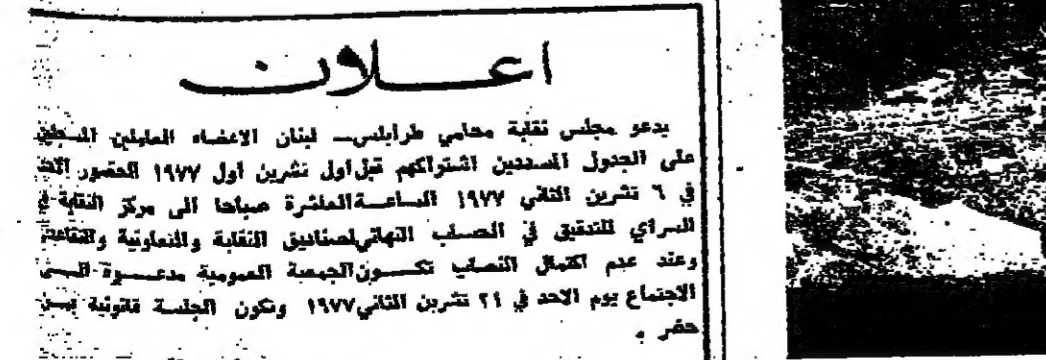 اعلان
يدعو مجلس نقابة محامي طرابلس — لبنان الاعضاء العاملين المسجلين
على الجدول المسددين اشتراكهم قبل اول تشرين اول ١٩٧٧ الحضور
في ٦ تشرين الثاني ١٩٧٧ الساعة العاشرة صباحا الى مركز النقابة في
السراي للتدقيق في الحساب النهائي لصناديق النقابة والتعاونية والتقاعد
وعند عدم اكتمال النصاب تكون الجمعية العمومية مدعوة الى
الاجتماع يوم الاحد في تشرين الثاني ١٩٧٧ وتكون الجلسة قانونية بمن
حضر .